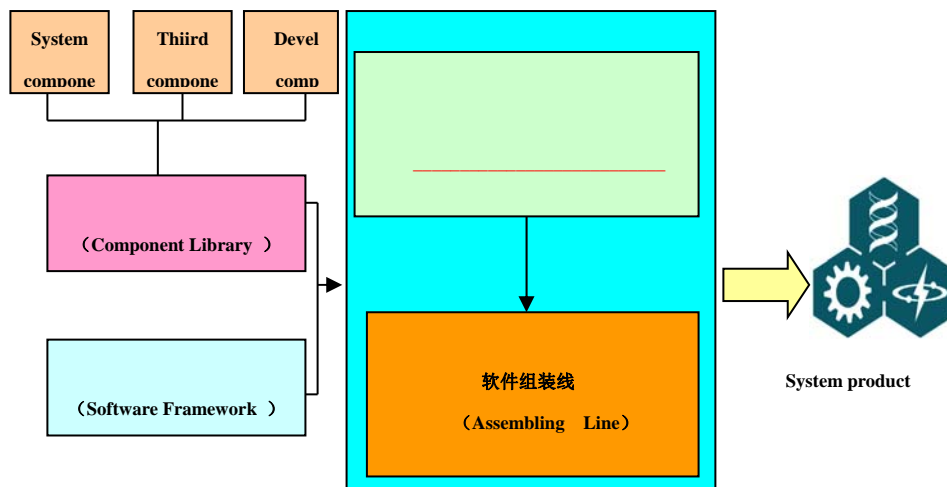 System
compone
Thiird
compone
Devel
comp
（Component Library ）
（Software Framework ）
软件组装线
（Assembling Line）
System product